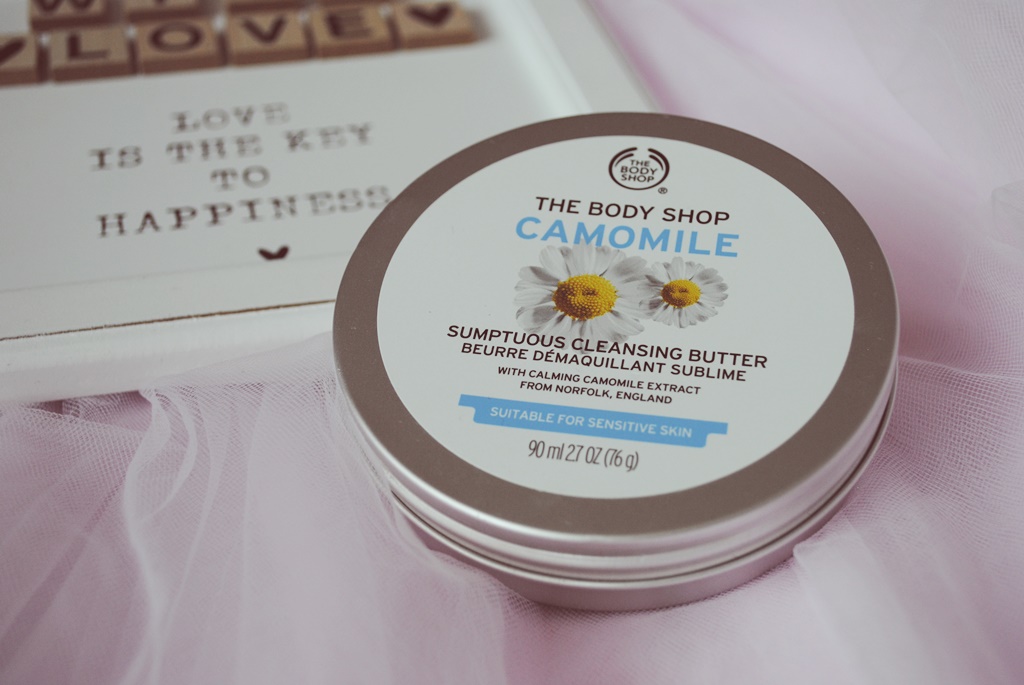 LOVE
LOVE
IS THE KEY
TO
HAPPINESS
THE
BODY
SHOP
®
THE BODY SHOP
CAMOMILE
SUMPTUOUS CLEANSING BUTTER
BEURRE DÉMAQUILLANT SUBLIME
WITH CALMING CAMOMILE EXTRACT
FROM NORFOLK, ENGLAND
SUITABLE FOR SENSITIVE SKIN
90 ml 2.7 OZ (76 g)